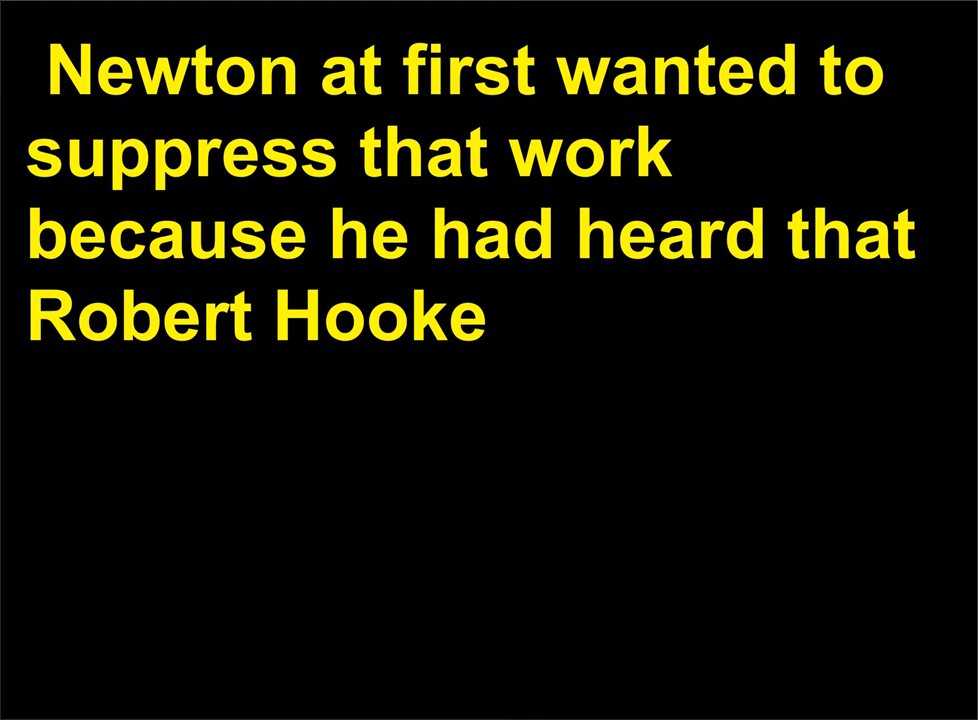 Newton at first wanted to
suppress that work
because he had heard that
Robert Hooke